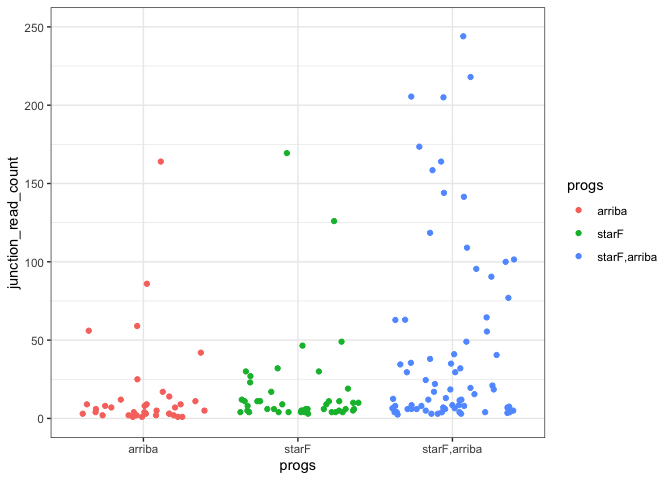 250
200
150
100
50
0
junction_read_count
arriba
starF
starF,arriba
progs
progs
arriba
starF
starF,arriba